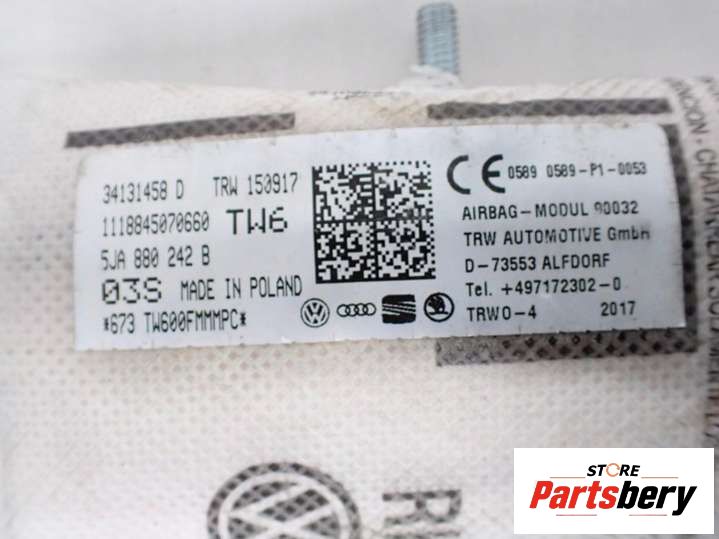 34131458 D TRW 150917
1118845070660 TW6
5JA 880 242 B
03S MADE IN POLAND
*673 TW600FMMMPC*
CE 0589 0589-P1-0053
AIRBAG-MODUL 90032
TRW AUTOMOTIVE GmbH
D-73553 ALFDORF
Tel. +497172302-0
TRWO-4 2017
STORE
Partsbery